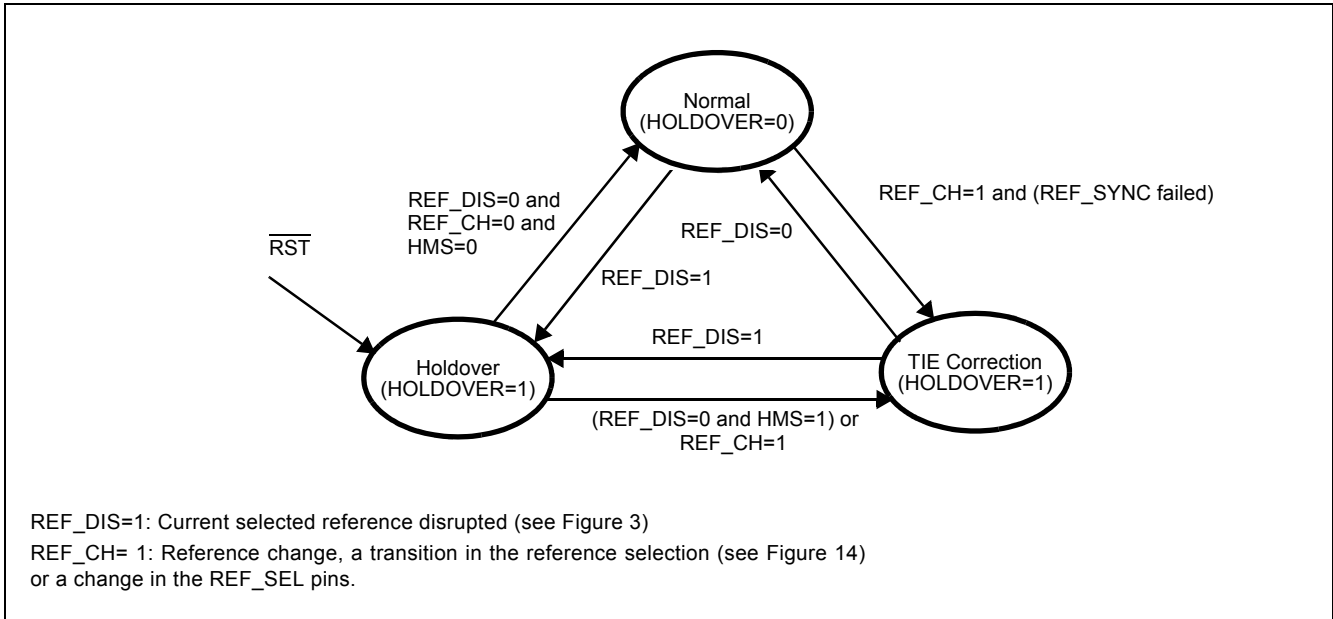 Normal
(HOLDOVER=0)
REF_DIS=0 and
REF_CH=0 and
HMS=0
REF_CH=1 and (REF_SYNC failed)
REF_DIS=0
RST
REF_DIS=1
REF_DIS=1
Holdover
(HOLDOVER=1)
TIE Correction
(HOLDOVER=1)
(REF_DIS=0 and HMS=1) or
REF_CH=1
REF_DIS=1: Current selected reference disrupted (see Figure 3)
REF_CH= 1: Reference change, a transition in the reference selection (see Figure 14)
or a change in the REF_SEL pins.